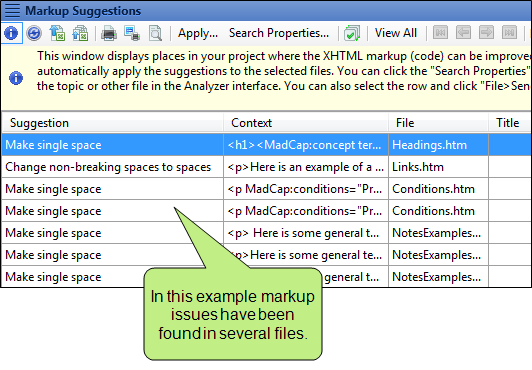 Markup Suggestions
Apply... Search Properties... View All
This window displays places in your project where the XHTML markup (code) can be improved
automatically apply the suggestions to the selected files. You can click the "Search Properties"
the topic or other file in the Analyzer interface. You can also select the row and click "File>Sen
Suggestion Context File Title
Make single space <h1><MadCap:concept ter... Headings.htm
Change non-breaking spaces to spaces <p>Here is an example of a ... Links.htm
Make single space <p MadCap:conditions="Pr... Conditions.htm
Make single space <p MadCap:conditions="Pr... Conditions.htm
Make single space <p> Here is some general t... NotesExamples...
Make single space <p>Here is some general te... NotesExamples...
Make single space general t... NotesExamples...
In this example markup
issues have been
found in several files.